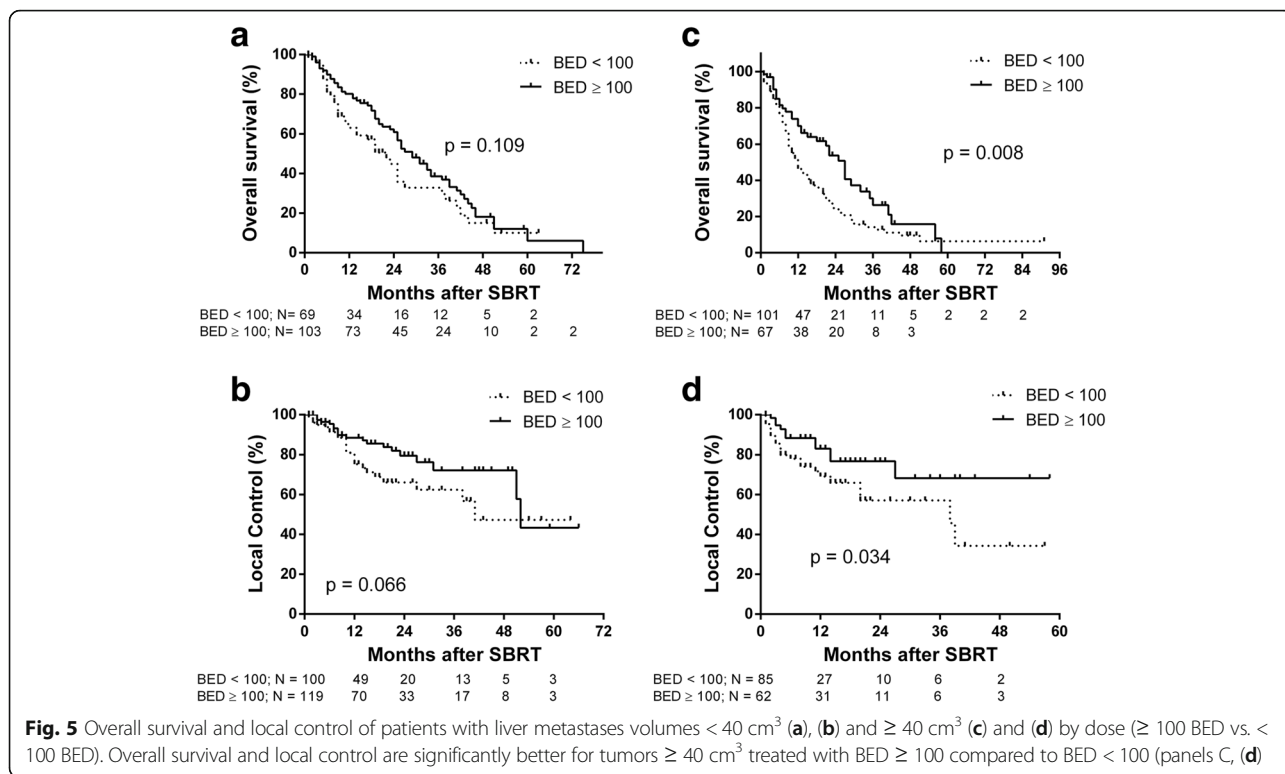 a
100
80
60
40
20
0
Overall survival (%)
BED < 100
BED ≥ 100
p = 0.109
0 12 24 36 48 60 72
Months after SBRT
BED < 100; N= 69 34 16 12 5 2
BED ≥ 100; N= 103 73 45 24 10 2 2
c
100
80
60
40
20
0
Overall survival (%)
BED < 100
BED ≥ 100
p = 0.008
0 12 24 36 48 60 72 84 96
Months after SBRT
BED < 100; N= 101 47 21 11 5 2 2 2
BED ≥ 100; N= 67 38 20 8 3
b
100
80
60
40
20
0
Local Control (%)
BED < 100
BED ≥ 100
p = 0.066
0 12 24 36 48 60 72
Months after SBRT
BED < 100; N = 100 49 20 13 5 3
BED ≥ 100; N = 119 70 33 17 8 3
d
100
80
60
40
20
0
Local Control (%)
BED < 100
BED ≥ 100
p = 0.034
0 12 24 36 48 60
Months after SBRT
BED < 100; N = 85 27 10 6 2
BED ≥ 100; N = 62 31 11 6 3
Fig. 5 Overall survival and local control of patients with liver metastases volumes < 40 cm³ (a), (b) and ≥ 40 cm³ (c) and (d) by dose (≥ 100 BED vs. <
100 BED). Overall survival and local control are significantly better for tumors ≥ 40 cm³ treated with BED ≥ 100 compared to BED < 100 (panels C, (d)